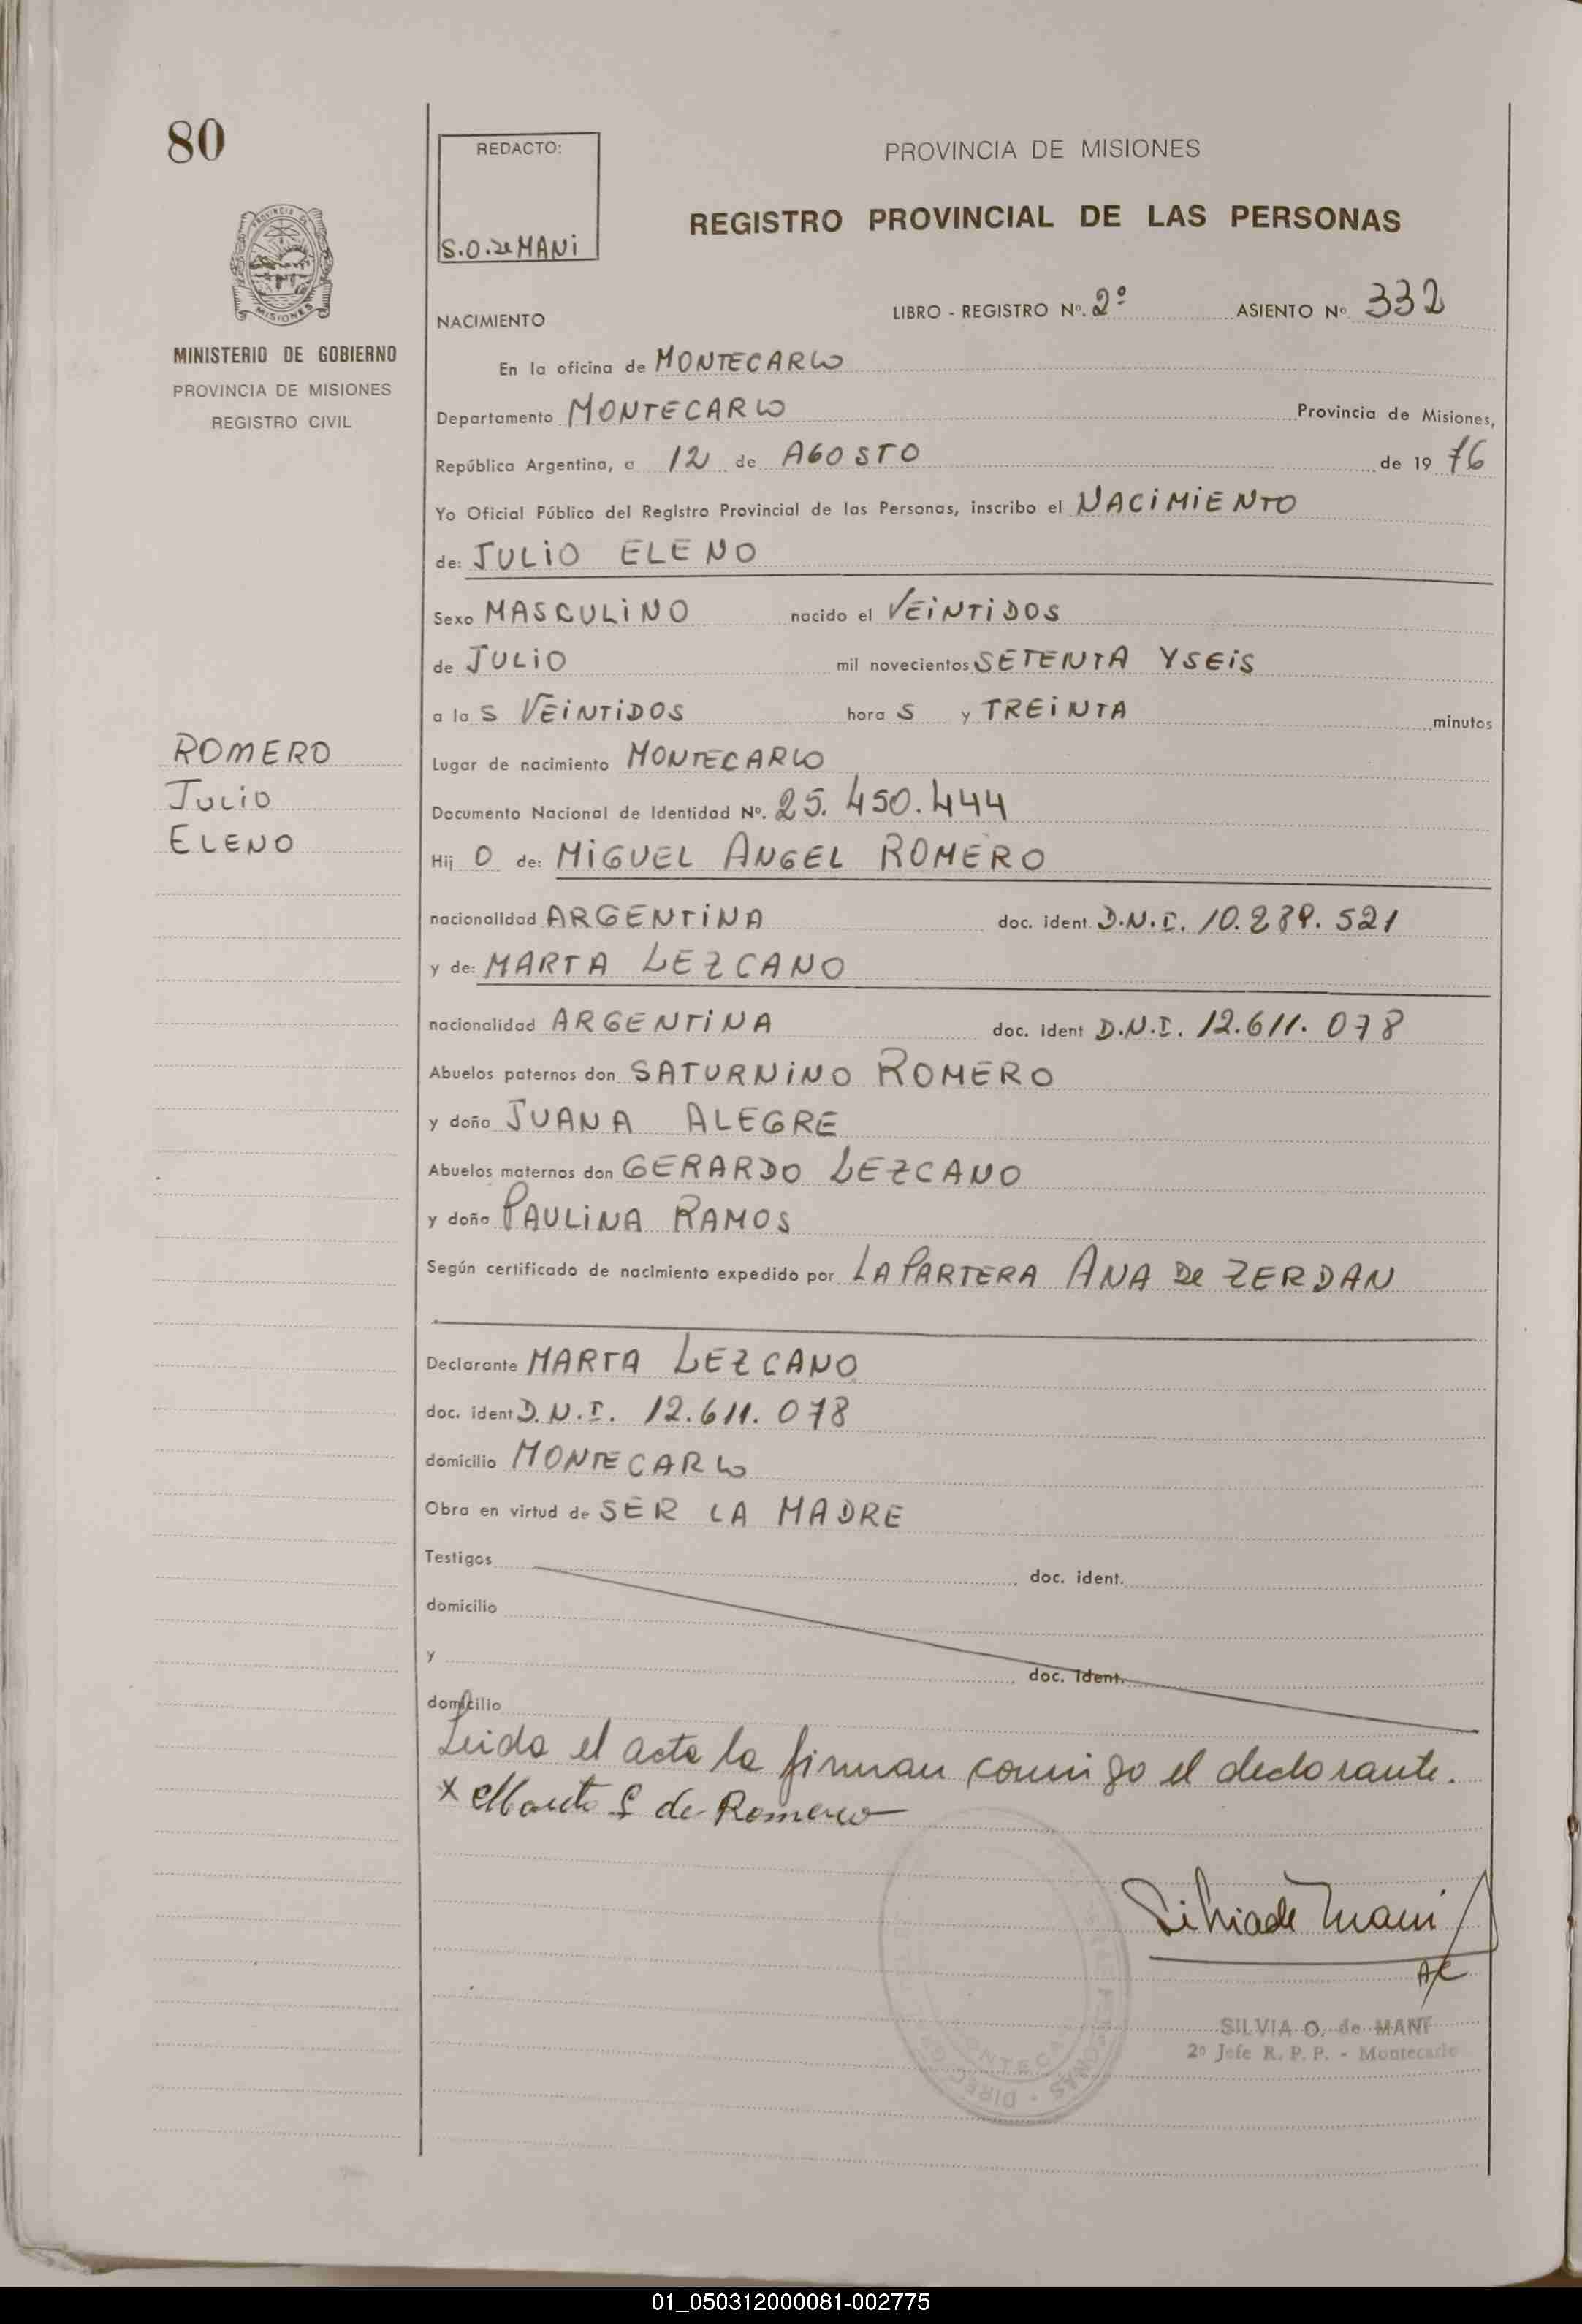 80
REDACTO:
S.O. de MANI
PROVINCIA DE MISIONES
REGISTRO PROVINCIAL DE LAS PERSONAS
MISIONES
MINISTERIO DE GOBIERNO
PROVINCIA DE MISIONES
REGISTRO CIVIL
NACIMIENTO
LIBRO - REGISTRO Nº. 2º ASIENTO Nº 332
En la oficina de MONTECARLO
Departamento MONTECARLO Provincia de Misiones,
República Argentina, a 12 de AGOSTO de 1976
Yo Oficial Público del Registro Provincial de las Personas, inscribo el NACIMIENTO
de: JULIO ELENO
Sexo MASCULINO nacido el VEINTIDOS
de JULIO mil novecientos SETENTA Y SEIS
a la S VEINTIDOS hora S y TREINTA minutos
ROMERO
Julio
ELENO
Lugar de nacimiento MONTECARLO
Documento Nacional de Identidad Nº. 25.450.444
Hij O de: MIGUEL ANGEL ROMERO
nacionalidad ARGENTINA doc. ident. D.N.I. 10.289.521
y de: MARTA LEZCANO
nacionalidad ARGENTINA doc. ident D.N.I. 12.611.078
Abuelos paternos don SATURNINO ROMERO
y doña JUANA ALEGRE
Abuelos maternos don GERARDO LEZCANO
y doña PAULINA RAMOS
Según certificado de nacimiento expedido por LA PARTERA ANA De ZERDAN
Declarante MARTA LEZCANO
doc. ident D.N.I. 12.611.078
domicilio MONTECARLO
Obra en virtud de SER LA MADRE
Testigos doc. ident.
domicilio
y doc. ident.
domicilio
Leida el acta la firman conmigo el declarante.
x Marta L de Romero
Silvia de Mani
SILVIA O. de MANI
2º Jefe R. P. P. - Montecarlo
01_050312000081-002775